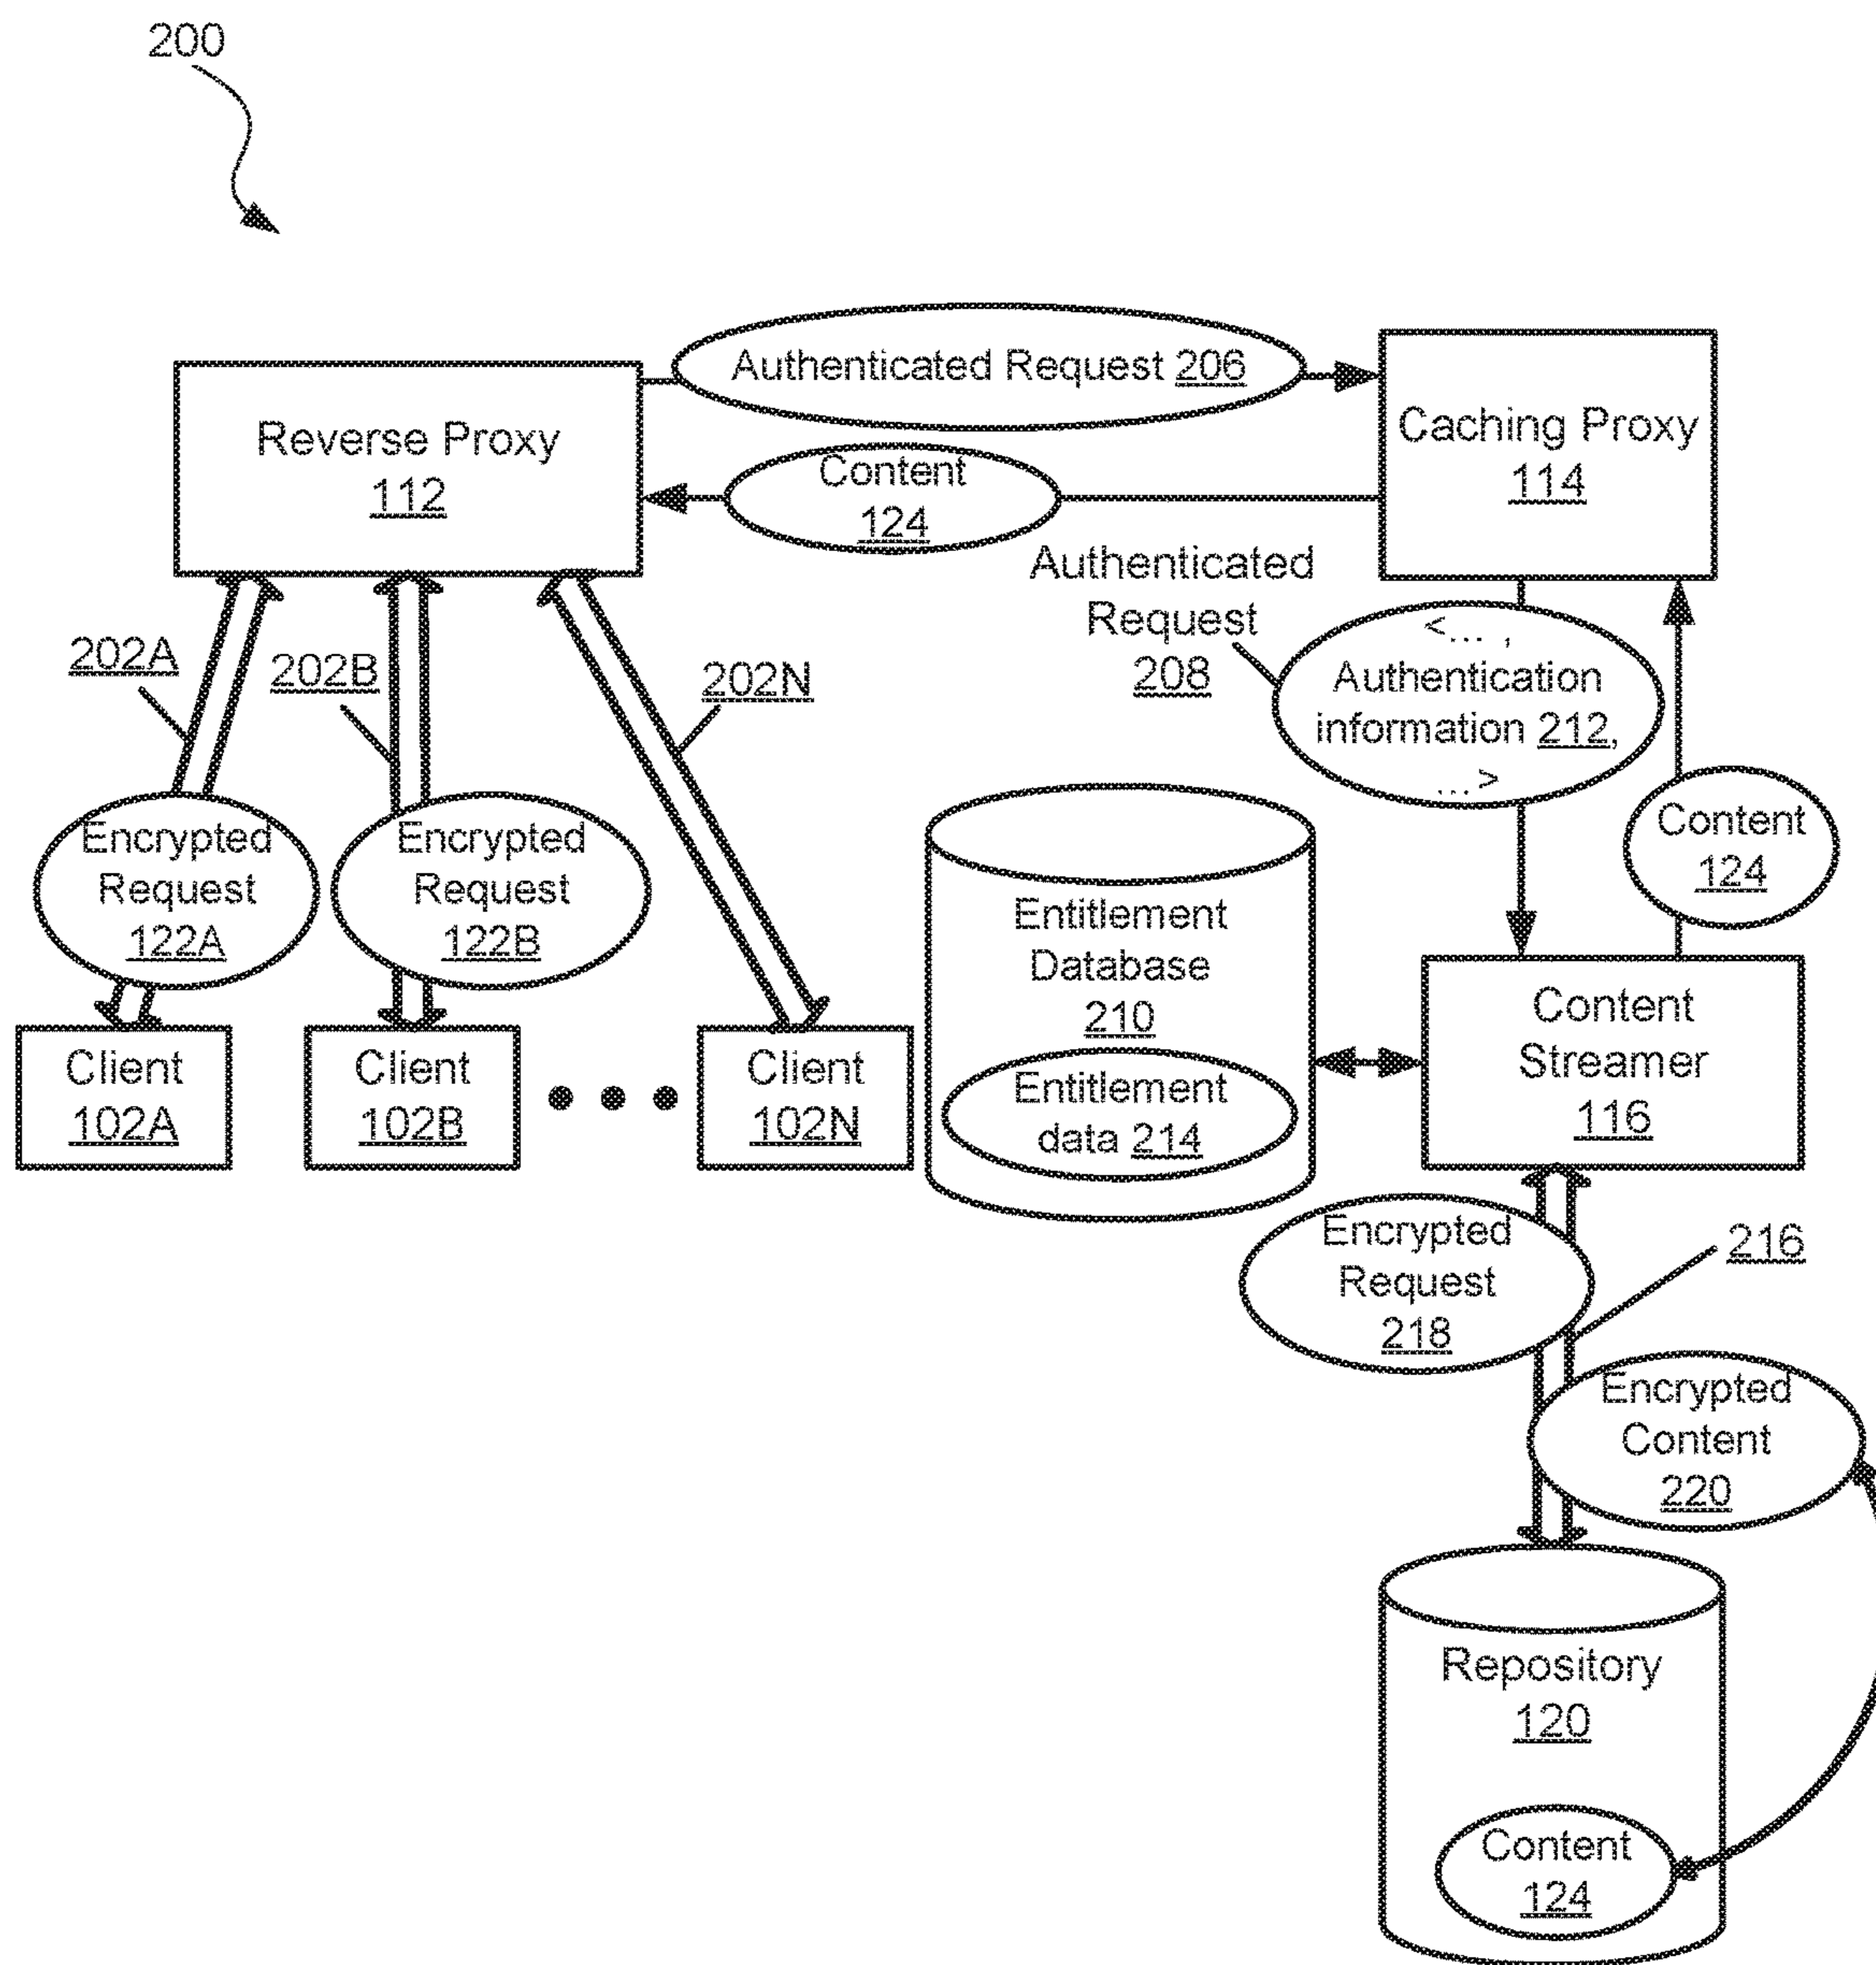 200
Authenticated Request 206
Reverse Proxy
112
Caching Proxy
114
Content
124
Authenticated
Request
208
<... ,
Authentication
information 212,
...>
202A
202B
202N
Content
124
Encrypted
Request
122A
Encrypted
Request
122B
Entitlement
Database
210
Entitlement
data 214
Content
Streamer
116
Client
102A
Client
102B
Client
102N
Encrypted
Request
218
216
Encrypted
Content
220
Repository
120
Content
124